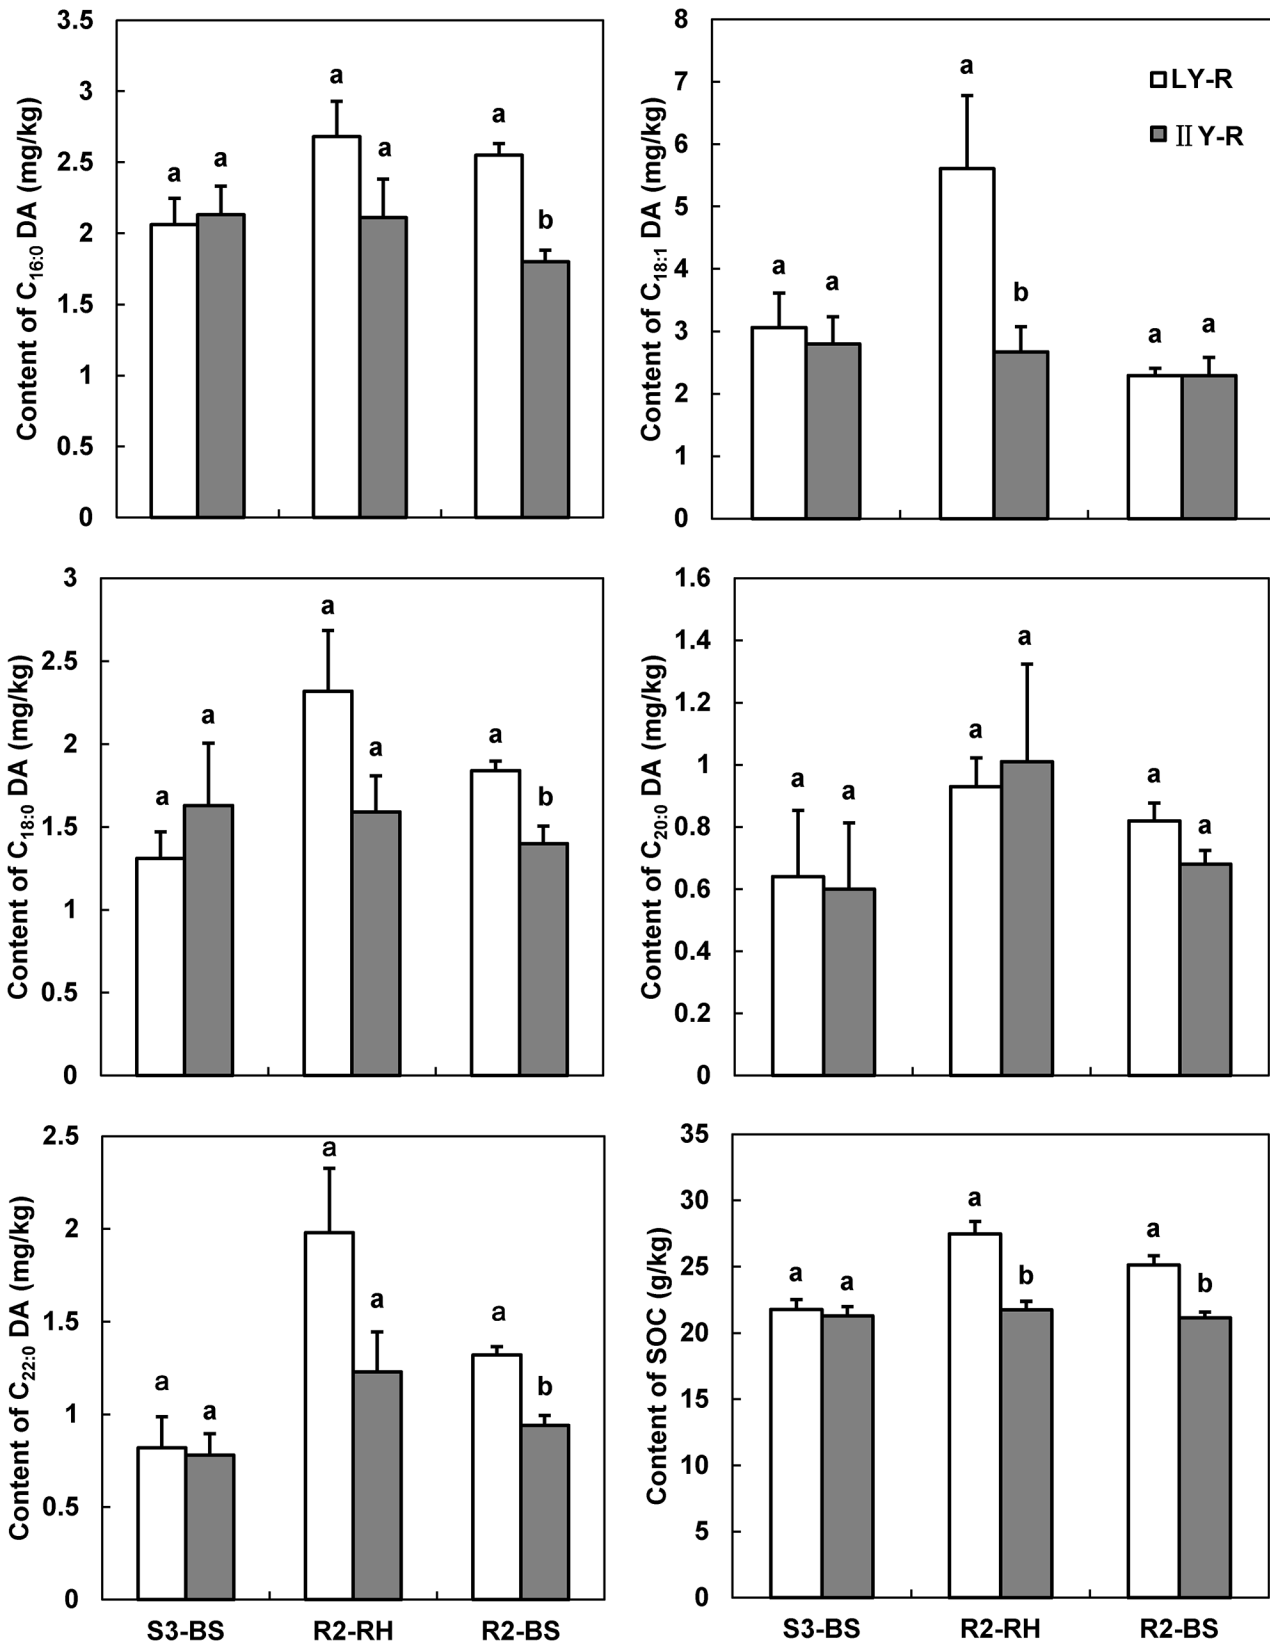 Content of C16:0 DA (mg/kg)
3.5
3
2.5
2
1.5
1
0.5
0
a
a
a
a
a
b
Content of C18:1 DA (mg/kg)
8
7
6
5
4
3
2
1
0
a
a
a
b
a
a
LY-R
ⅡY-R
Content of C18:0 DA (mg/kg)
3
2.5
2
1.5
1
0.5
0
a
a
a
a
a
b
Content of C20:0 DA (mg/kg)
1.6
1.4
1.2
1
0.8
0.6
0.4
0.2
0
a
a
a
a
a
a
Content of C22:0 DA (mg/kg)
2.5
2
1.5
1
0.5
0
a
a
a
a
a
b
S3-BS
R2-RH
R2-BS
Content of SOC (g/kg)
35
30
25
20
15
10
5
0
a
a
a
b
a
b
S3-BS
R2-RH
R2-BS